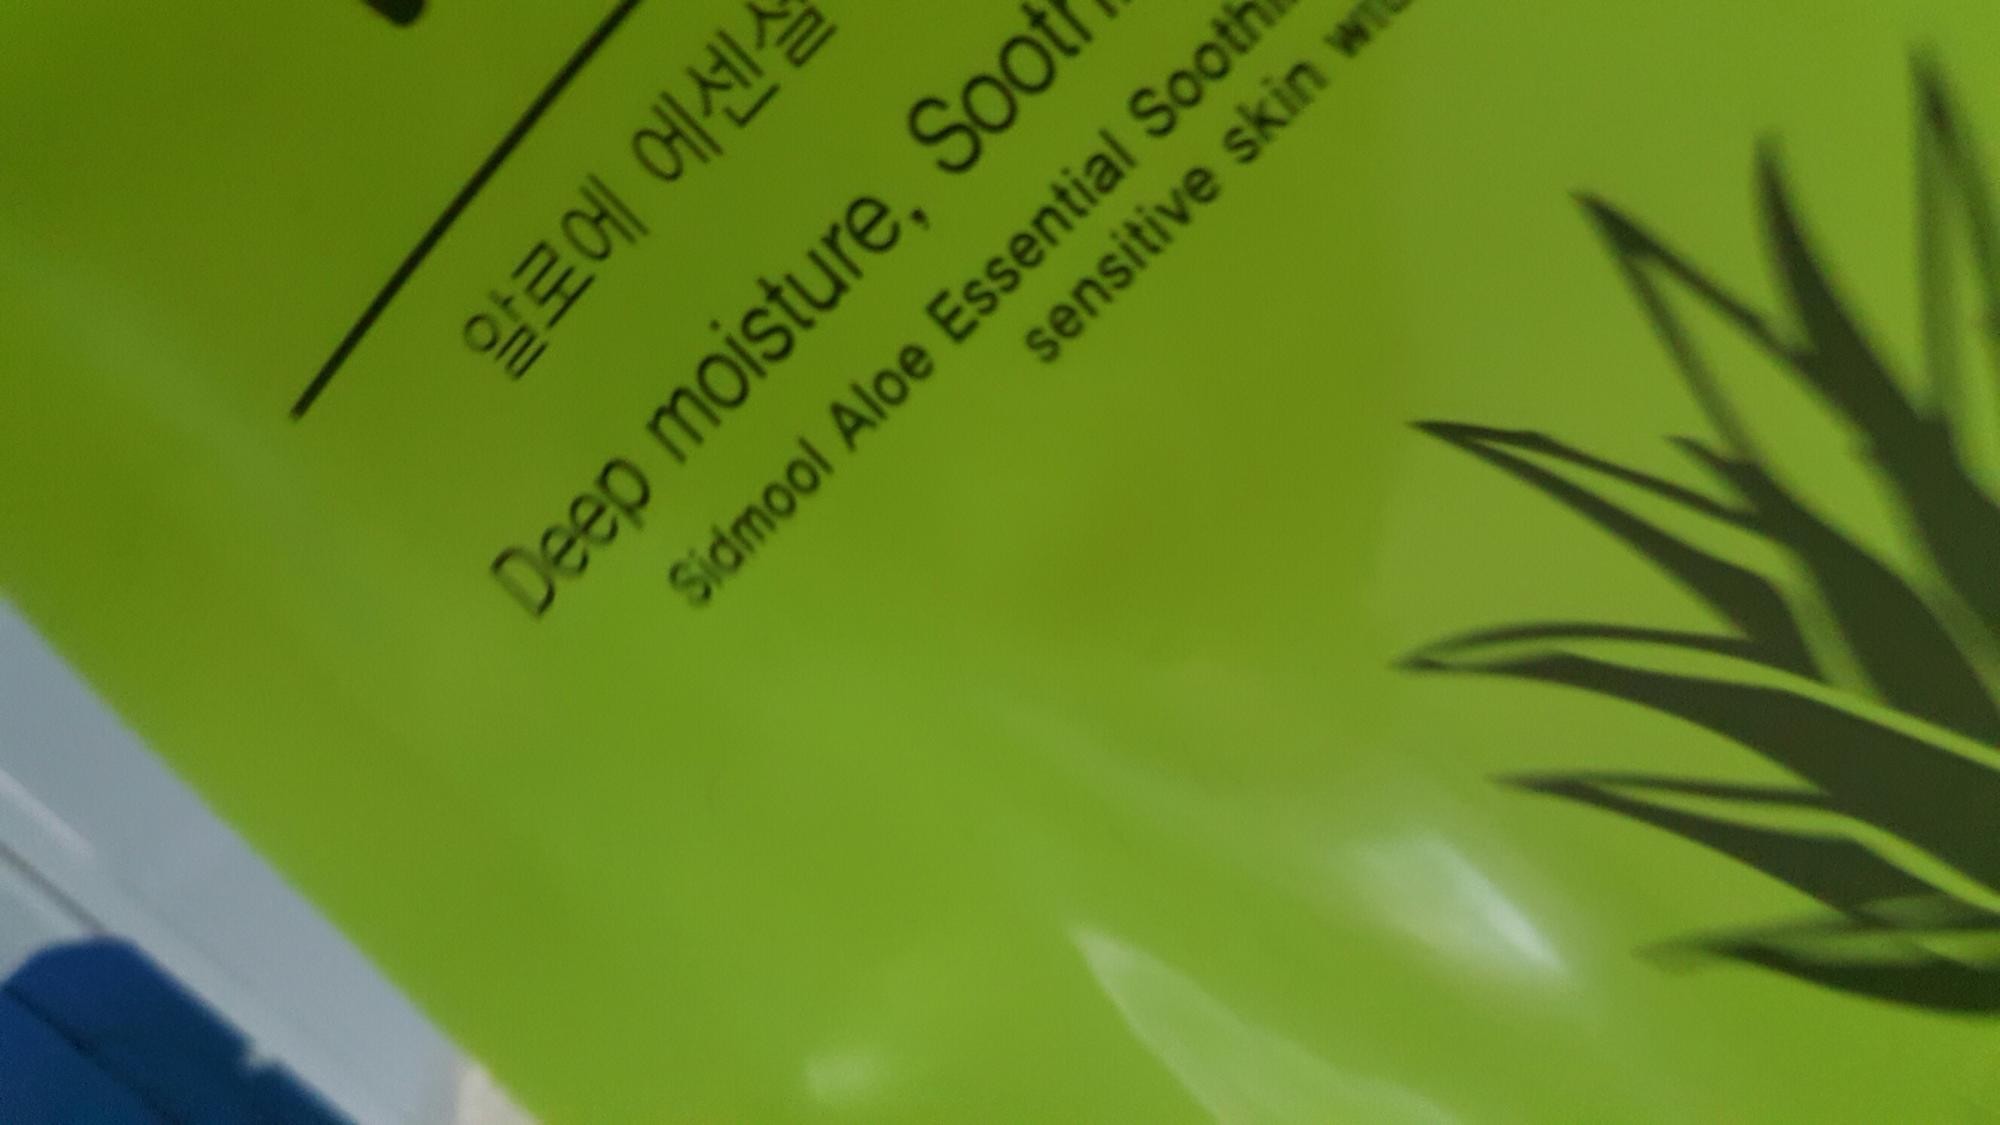 알로에 에센셜
Deep moisture,
Sidmool Aloe Essential
sensitive skin